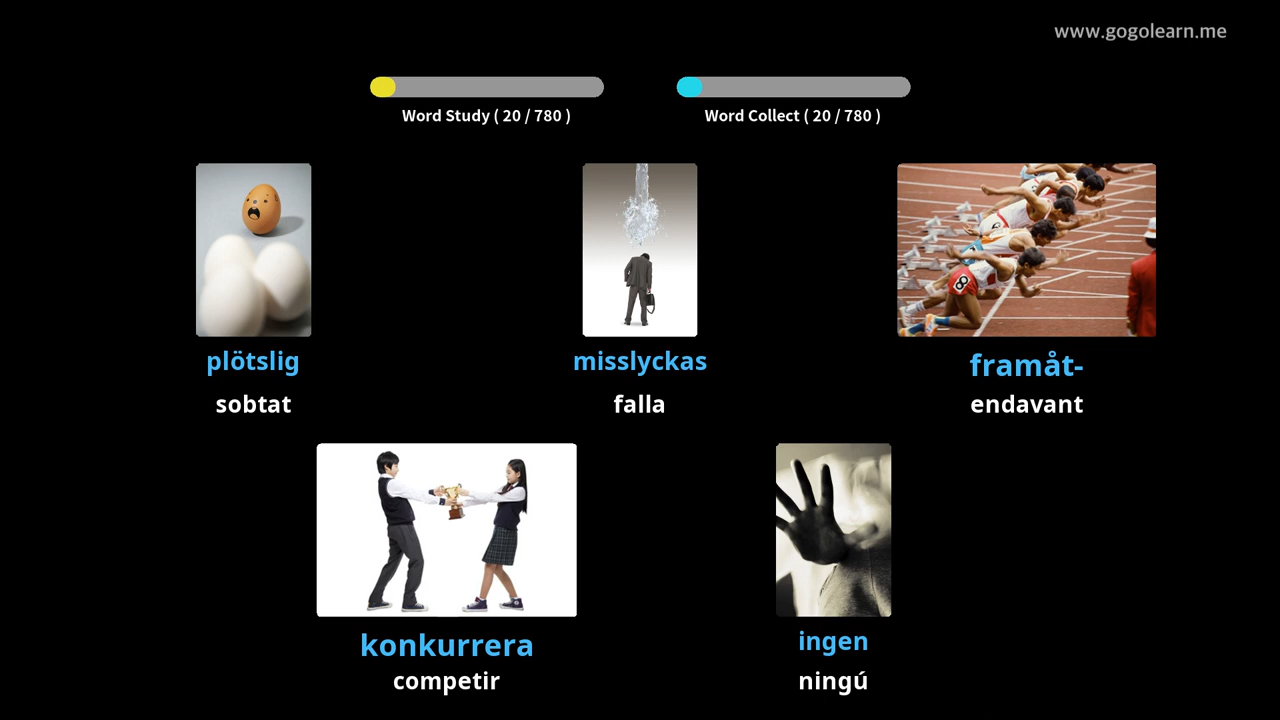 www.gogolearn.me
Word Study ( 20 / 780 )
Word Collect ( 20 / 780 )
plötslig
sobtat
misslyckas
falla
framåt-
endavant
konkurrera
competir
ingen
ningú